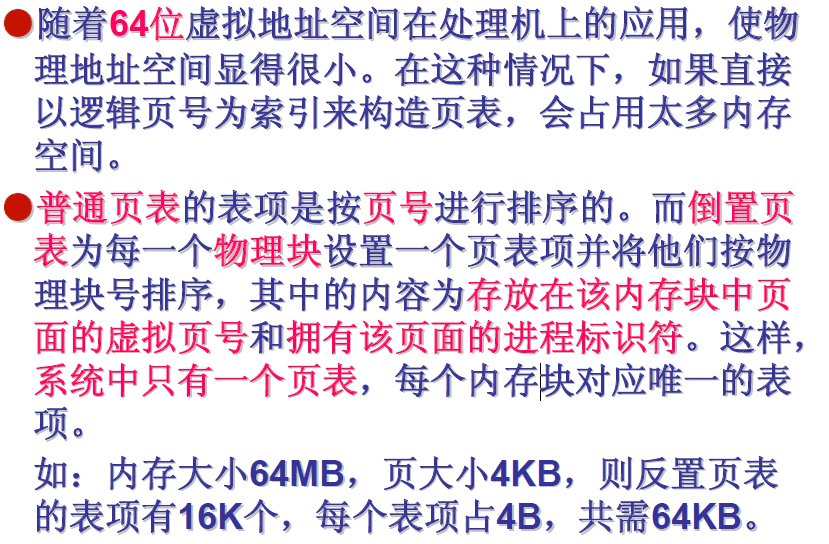 随着64位虚拟地址空间在处理机上的应用，使物
理地址空间显得很小。在这种情况下，如果直接
以逻辑页号为索引来构造页表，会占用太多内存
空间。
普通页表的表项是按页号进行排序的。而倒置页
表为每一个物理块设置一个页表项并将他们按物
理块号排序，其中的内容为存放在该内存块中页
面的虚拟页号和拥有该页面的进程标识符。这样，
系统中只有一个页表，每个内存块对应唯一的表
项。
如：内存大小64MB，页大小4KB，则反置页表
的表项有16K个，每个表项占4B，共需64KB。